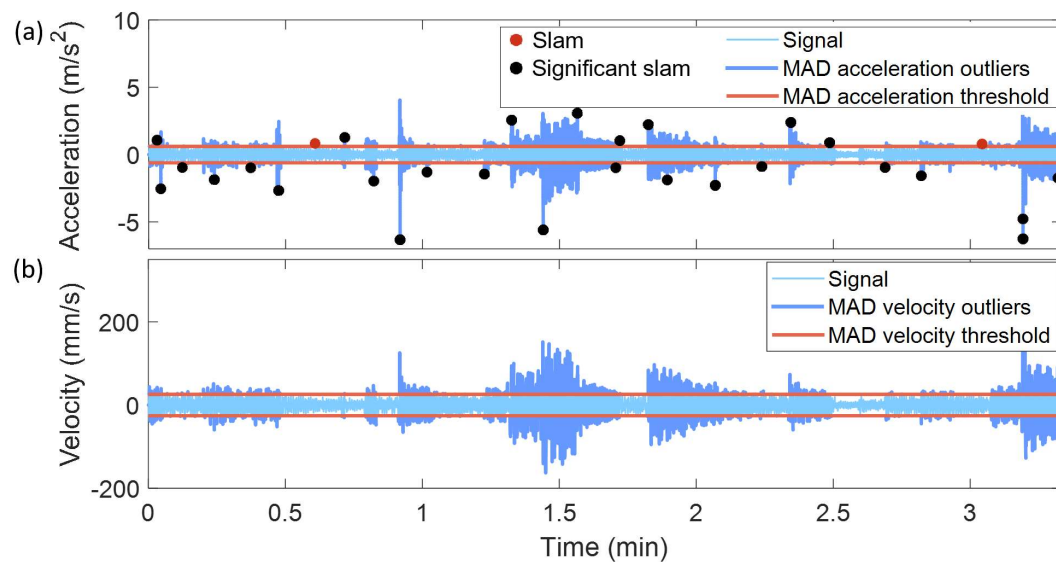 (a)
Acceleration (m/s²)
10
5
0
-5
Slam
Significant slam
Signal
MAD acceleration outliers
MAD acceleration threshold
(b)
Velocity (mm/s)
200
0
-200
Signal
MAD velocity outliers
MAD velocity threshold
0 0.5 1 1.5 2 2.5 3
Time (min)